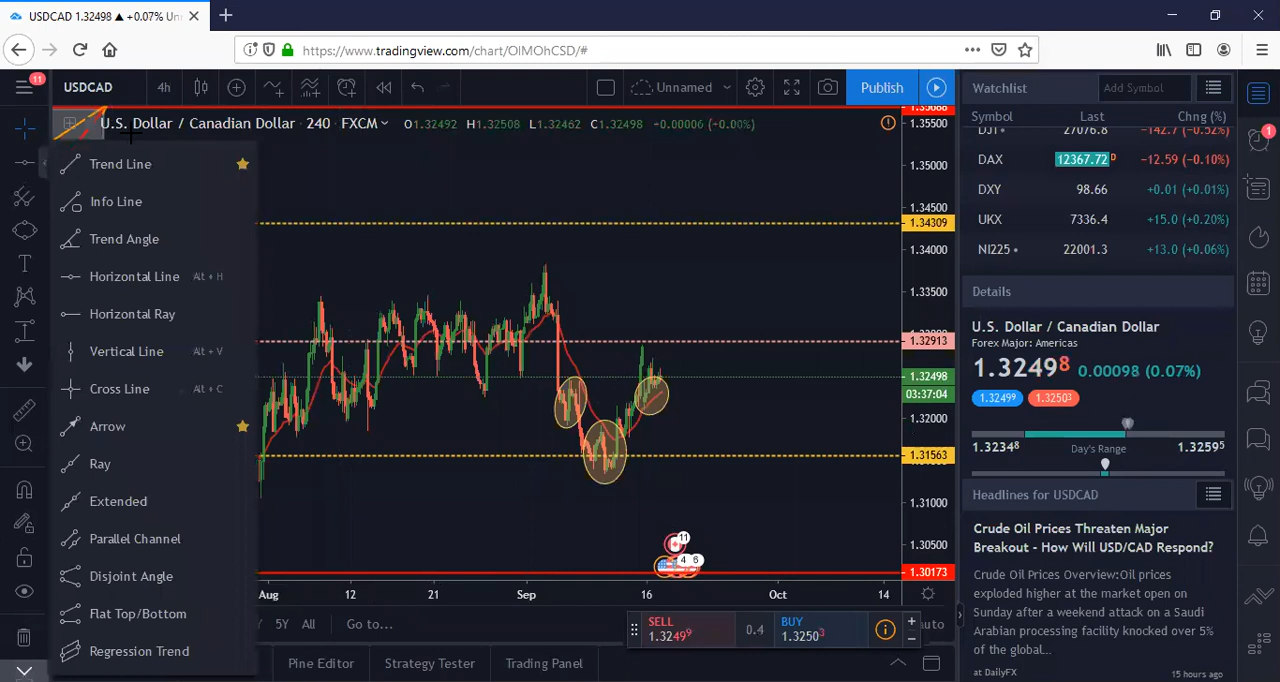 USDCAD 1.32498 ▲ +0.07% Un
https://www.tradingview.com/chart/OIMOhCSD/#
11
USDCAD
4h
Unnamed
Publish
U.S. Dollar / Canadian Dollar · 240 · FXCM
O1.32492 H1.32508 L1.32462 C1.32498 +0.00006 (+0.00%)
Trend Line
Info Line
Trend Angle
Horizontal Line Alt + H
Horizontal Ray
Vertical Line Alt + V
Cross Line Alt + C
Arrow
Ray
Extended
Parallel Channel
Disjoint Angle
Flat Top/Bottom
Regression Trend
1.35500
1.35000
1.34500
1.34309
1.34000
1.33500
1.32913
1.32498
03:37:04
1.32000
1.31563
1.31000
1.30500
1.30173
11
4 6
Aug 12 21 Sep 16 Oct 14
5Y All Go to...
auto
SELL
1.32499
0.4
BUY
1.32503
+
−
Pine Editor
Strategy Tester
Trading Panel
Watchlist
Add Symbol
Symbol Last Chng (%)
DJI 27076.8 −142.7 (−0.52%)
DAX 12367.72 D −12.59 (−0.10%)
DXY 98.66 +0.01 (+0.01%)
UKX 7336.4 +15.0 (+0.20%)
NI225 22001.3 +13.0 (+0.06%)
Details
U.S. Dollar / Canadian Dollar
Forex Major: Americas
1.32498 0.00098 (0.07%)
1.32499 1.32503
1.32348 Day's Range 1.32595
Headlines for USDCAD
Crude Oil Prices Threaten Major
Breakout - How Will USD/CAD Respond?
Crude Oil Prices Overview:Oil prices
exploded higher at the market open on
Sunday after a weekend attack on a Saudi
Arabian processing facility knocked over 5%
of the global...
at DailyFX 15 hours ago
1